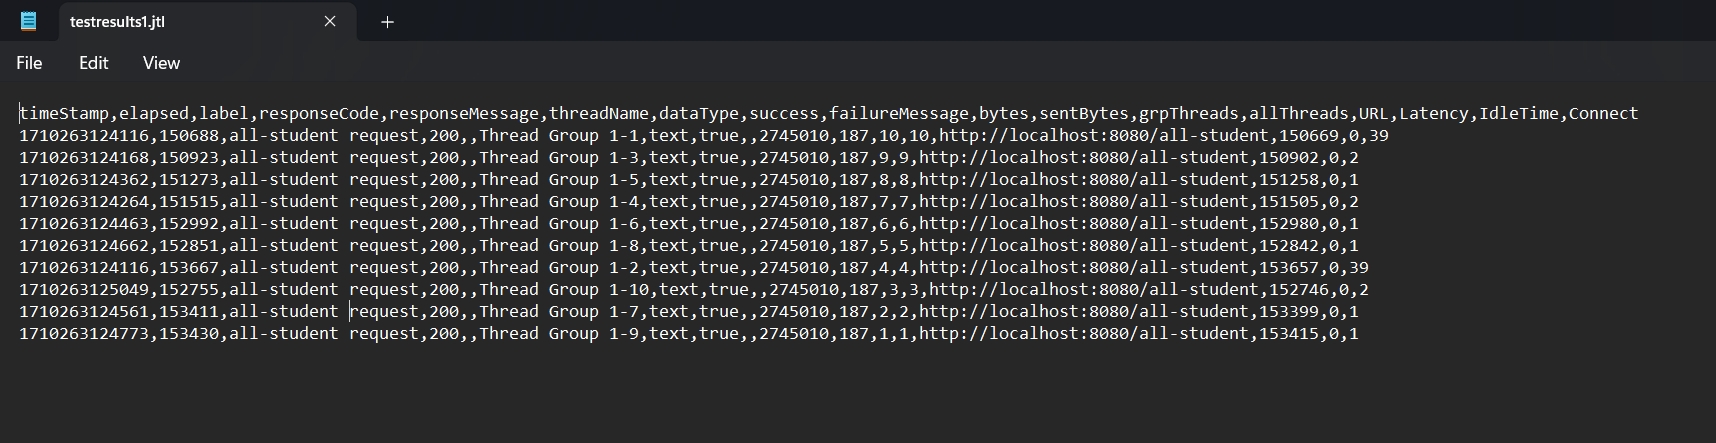 testresults1.jtl
File Edit View
timeStamp,elapsed,label,responseCode,responseMessage,threadName,dataType,success,failureMessage,bytes,sentBytes,grpThreads,allThreads,URL,Latency,IdleTime,Connect
1710263124116,150688,all-student request,200,,Thread Group 1-1,text,true,,2745010,187,10,10,http://localhost:8080/all-student,150669,0,39
1710263124168,150923,all-student request,200,,Thread Group 1-3,text,true,,2745010,187,9,9,http://localhost:8080/all-student,150902,0,2
1710263124362,151273,all-student request,200,,Thread Group 1-5,text,true,,2745010,187,8,8,http://localhost:8080/all-student,151258,0,1
1710263124264,151515,all-student request,200,,Thread Group 1-4,text,true,,2745010,187,7,7,http://localhost:8080/all-student,151505,0,2
1710263124463,152992,all-student request,200,,Thread Group 1-6,text,true,,2745010,187,6,6,http://localhost:8080/all-student,152980,0,1
1710263124662,152851,all-student request,200,,Thread Group 1-8,text,true,,2745010,187,5,5,http://localhost:8080/all-student,152842,0,1
1710263124116,153667,all-student request,200,,Thread Group 1-2,text,true,,2745010,187,4,4,http://localhost:8080/all-student,153657,0,39
1710263125049,152755,all-student request,200,,Thread Group 1-10,text,true,,2745010,187,3,3,http://localhost:8080/all-student,152746,0,2
1710263124561,153411,all-student request,200,,Thread Group 1-7,text,true,,2745010,187,2,2,http://localhost:8080/all-student,153399,0,1
1710263124773,153430,all-student request,200,,Thread Group 1-9,text,true,,2745010,187,1,1,http://localhost:8080/all-student,153415,0,1